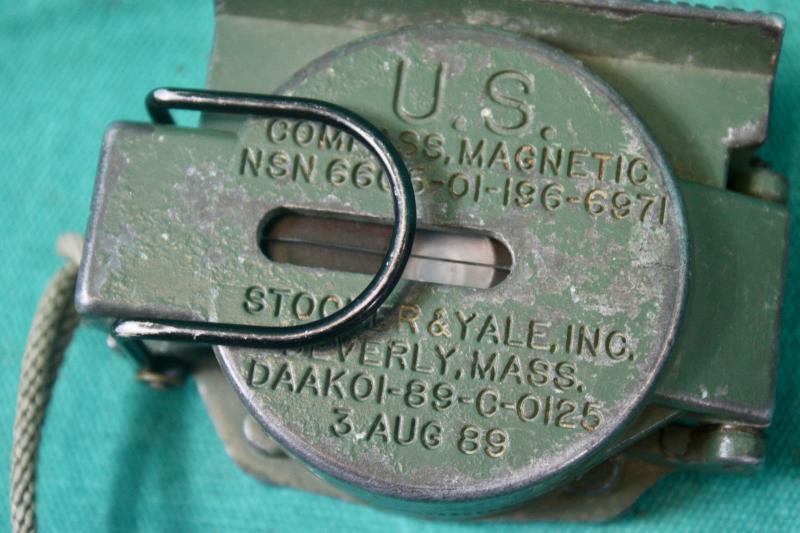 U.S.
COMPASS, MAGNETIC
NSN 6605-01-196-6971
STOCKER & YALE, INC.
BEVERLY, MASS.
DAAK01-89-C-0125
3 AUG 89